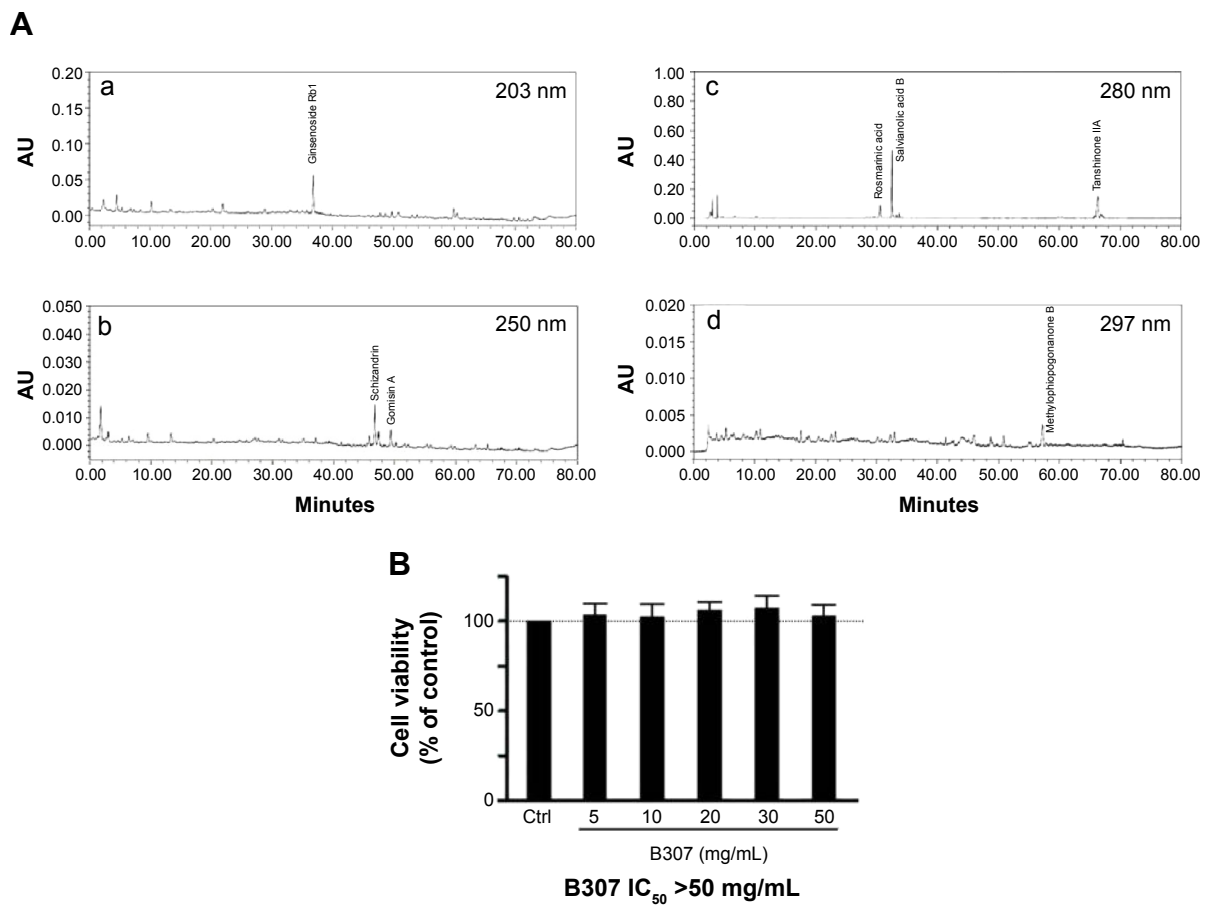 A
a
203 nm
Ginsenoside Rb1
AU
0.20
0.15
0.10
0.05
0.00
0.00 10.00 20.00 30.00 40.00 50.00 60.00 70.00 80.00
b
250 nm
Schizandrin
Gomisin A
AU
0.050
0.040
0.030
0.020
0.010
0.000
0.00 10.00 20.00 30.00 40.00 50.00 60.00 70.00 80.00
Minutes
c
280 nm
Rosmarinic acid
Salvianolic acid B
Tanshinone IIA
AU
1.00
0.80
0.60
0.40
0.20
0.00
0.00 10.00 20.00 30.00 40.00 50.00 60.00 70.00 80.00
d
297 nm
Methylophiopogonanone B
AU
0.020
0.015
0.010
0.005
0.000
0.00 10.00 20.00 30.00 40.00 50.00 60.00 70.00 80.00
Minutes
B
Cell viability
(% of control)
100
50
0
Ctrl 5 10 20 30 50
B307 (mg/mL)
B307 IC50 >50 mg/mL